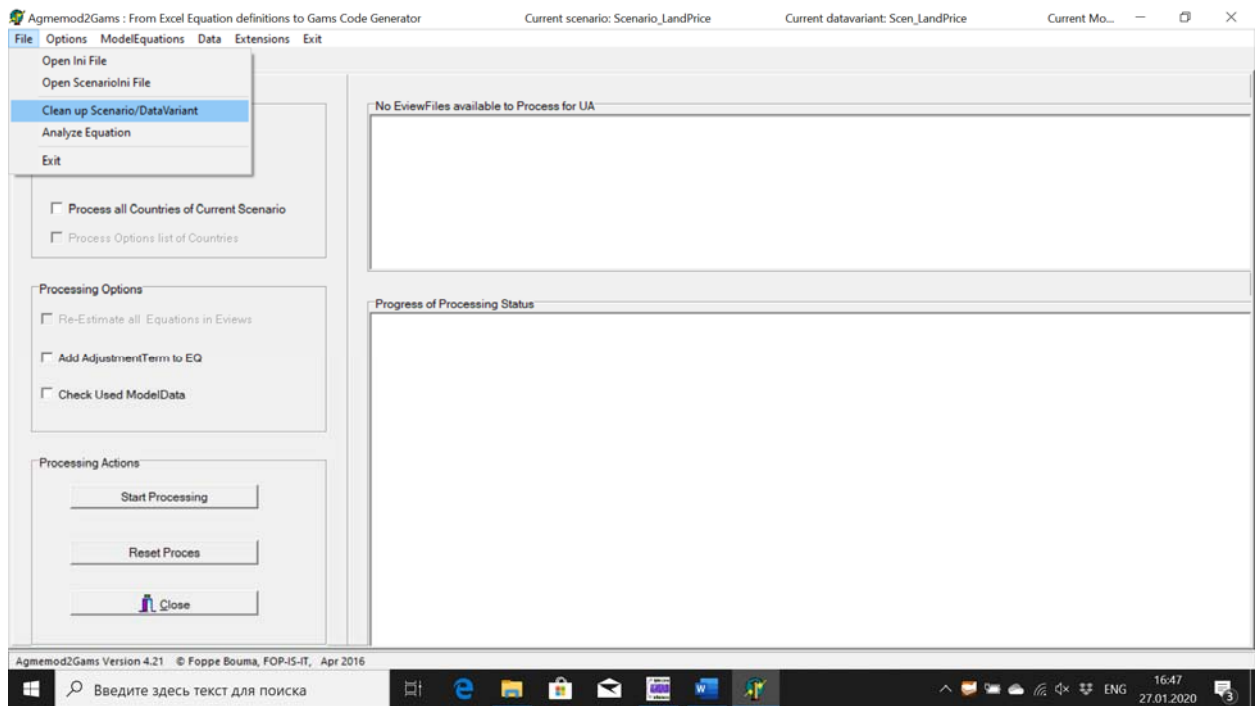 Agmemod2Gams : From Excel Equation definitions to Gams Code Generator Current scenario: Scenario_LandPrice Current datavariant: Scen_LandPrice Current Mo...
File Options ModelEquations Data Extensions Exit
Open Ini File
Open ScenarioIni File
Clean up Scenario/DataVariant
Analyze Equation
Exit
No EviewFiles available to Process for UA
Process all Countries of Current Scenario
Process Options list of Countries
Processing Options
Re-Estimate all Equations in Eviews
Add AdjustmentTerm to EQ
Check Used ModelData
Progress of Processing Status
Processing Actions
Start Processing
Reset Proces
Close
Agmemod2Gams Version 4.21 © Foppe Bouma, FOP-IS-IT, Apr 2016
Введите здесь текст для поиска
ENG
16:47
27.01.2020
3